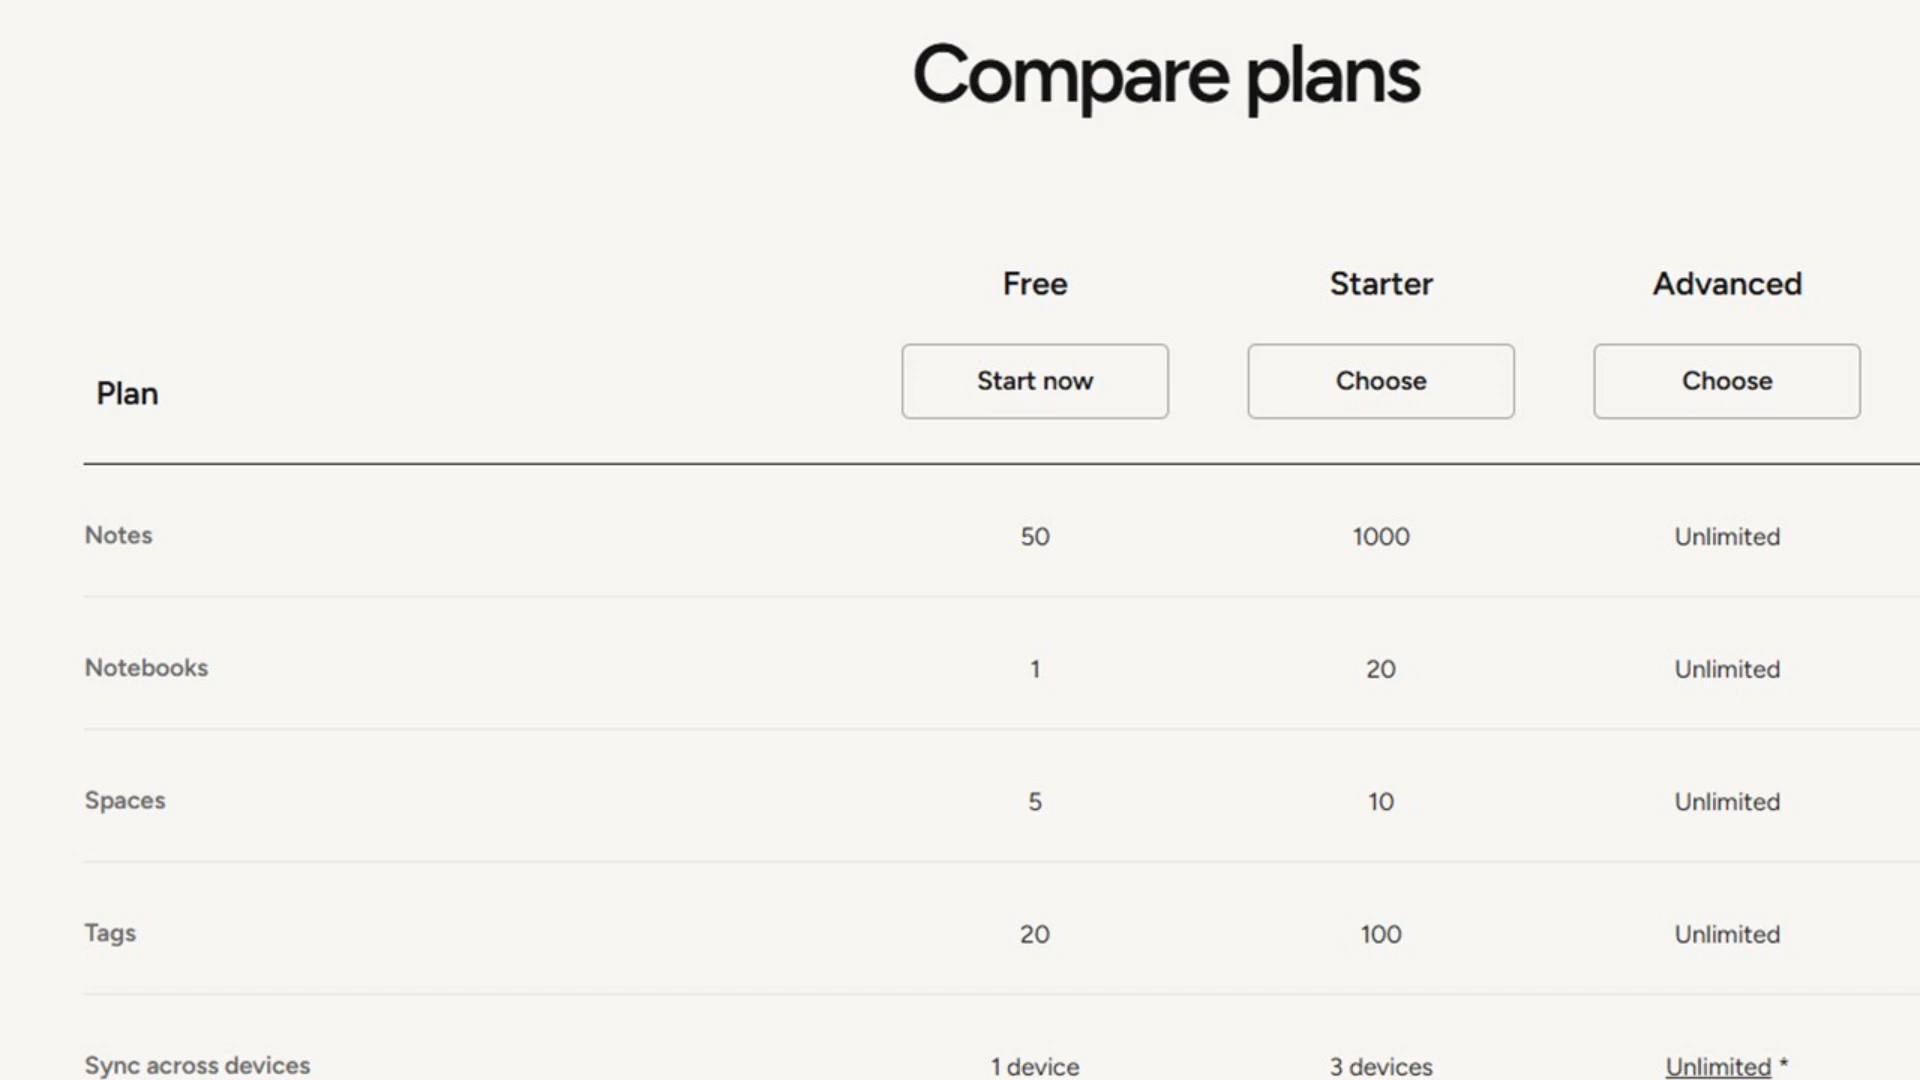 Compare plans
Free Starter Advanced
Plan Start now Choose Choose
Notes 50 1000 Unlimited
Notebooks 1 20 Unlimited
Spaces 5 10 Unlimited
Tags 20 100 Unlimited
Sync across devices 1 device 3 devices Unlimited *